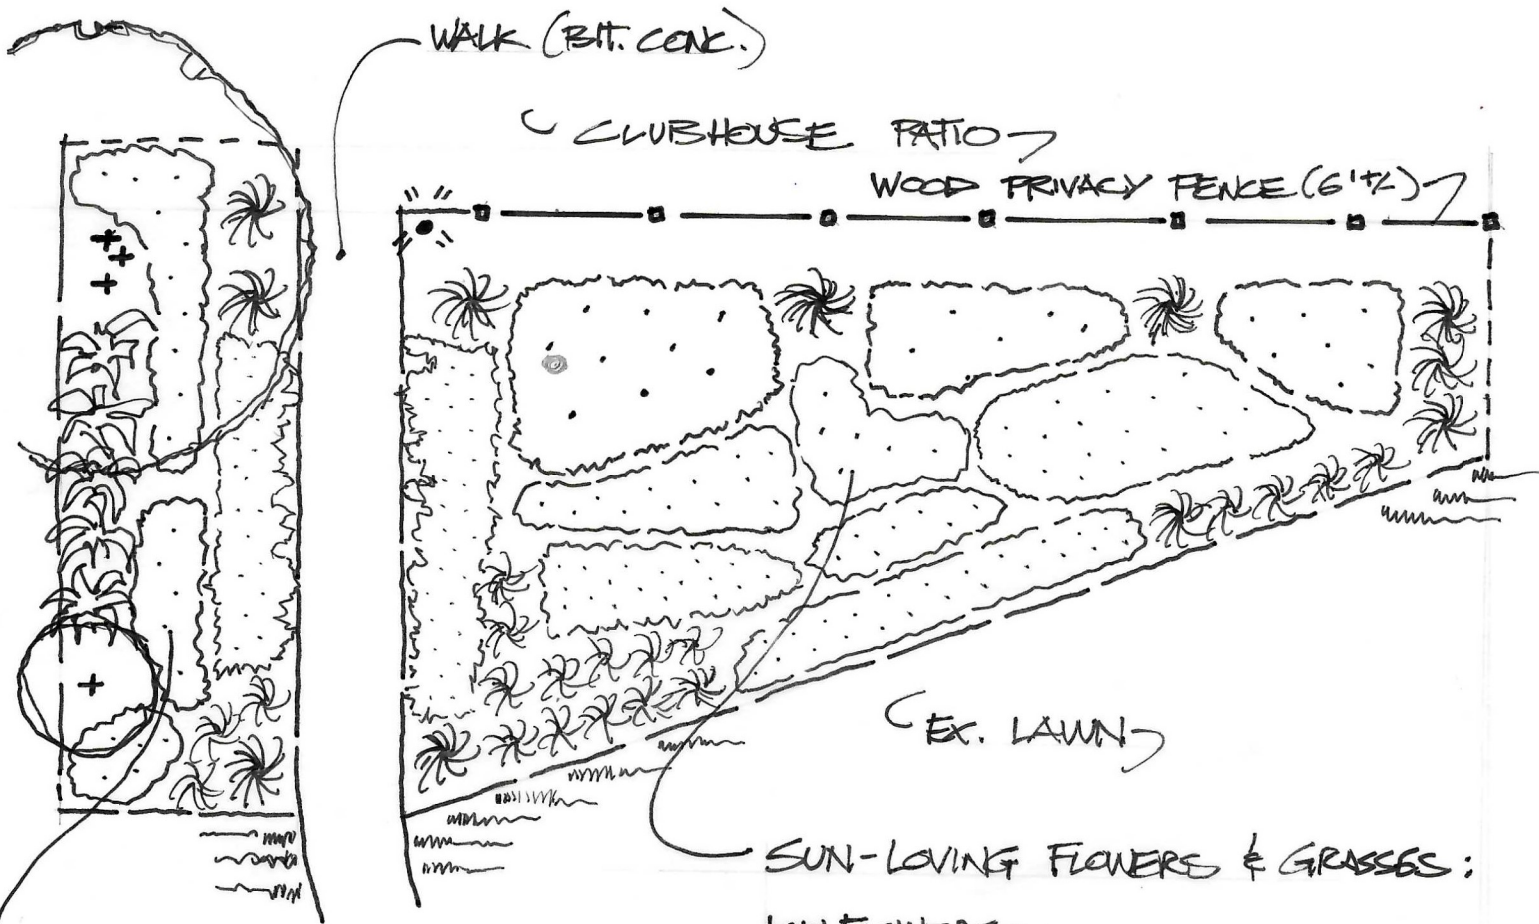 WALK (BIT. CONC.)
CLUBHOUSE PATIO
WOOD PRIVACY FENCE (6'+/-)
EX. LAWN
SUN-LOVING FLOWERS & GRASSES: